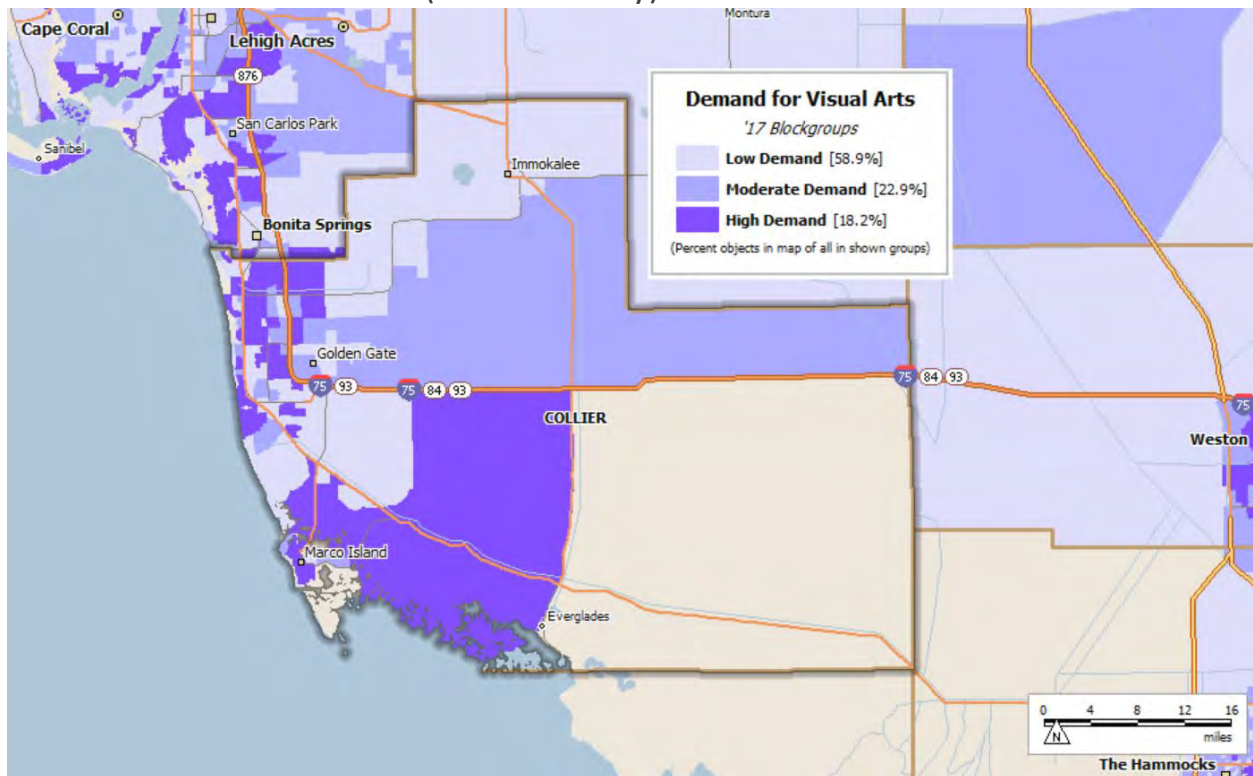 Montura
Cape Coral
Lehigh Acres
876
Demand for Visual Arts
'17 Blockgroups
Low Demand [58.9%]
Moderate Demand [22.9%]
High Demand [18.2%]
(Percent objects in map of all in shown groups)
San Carlos Park
Sanibel
Immokalee
Bonita Springs
Golden Gate
75 93
75 84 93
75 84 93
75
COLLIER
Weston
Marco Island
Everglades
0 4 8 12 16
N miles
The Hammocks